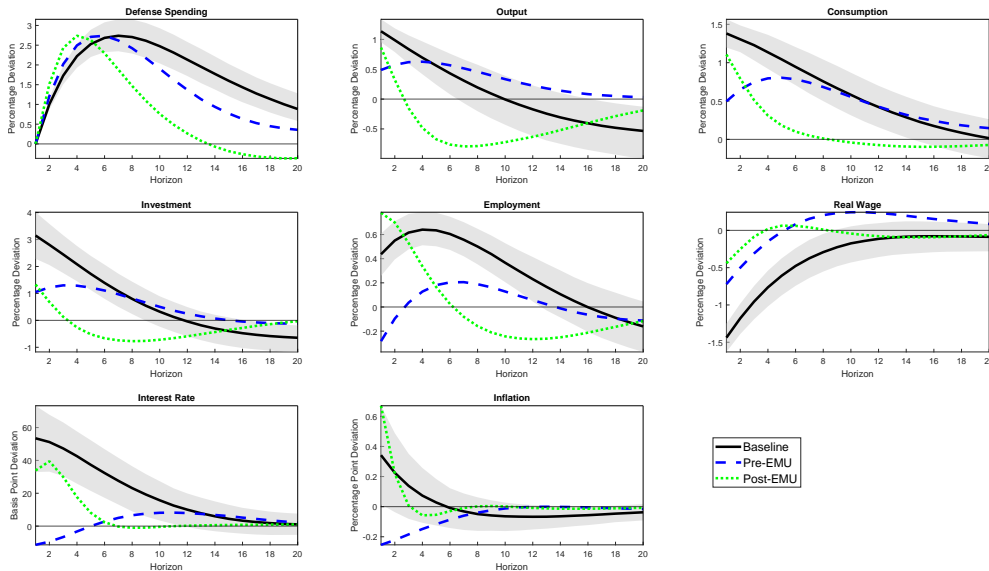 Defense Spending
Percentage Deviation
3
2.5
2
1.5
1
0.5
0
2 4 6 8 10 12 14 16 18 20
Horizon
Output
Percentage Deviation
1
0.5
0
-0.5
2 4 6 8 10 12 14 16 18 20
Horizon
Consumption
Percentage Deviation
1.5
1
0.5
0
2 4 6 8 10 12 14 16 18 20
Horizon
Investment
Percentage Deviation
4
3
2
1
0
-1
2 4 6 8 10 12 14 16 18 20
Horizon
Employment
Percentage Deviation
0.6
0.4
0.2
0
-0.2
2 4 6 8 10 12 14 16 18 20
Horizon
Real Wage
Percentage Deviation
0
-0.5
-1
-1.5
2 4 6 8 10 12 14 16 18 20
Horizon
Interest Rate
Basis Point Deviation
60
40
20
0
2 4 6 8 10 12 14 16 18 20
Horizon
Inflation
Percentage Point Deviation
0.6
0.4
0.2
0
-0.2
2 4 6 8 10 12 14 16 18 20
Horizon
Baseline
Pre-EMU
Post-EMU